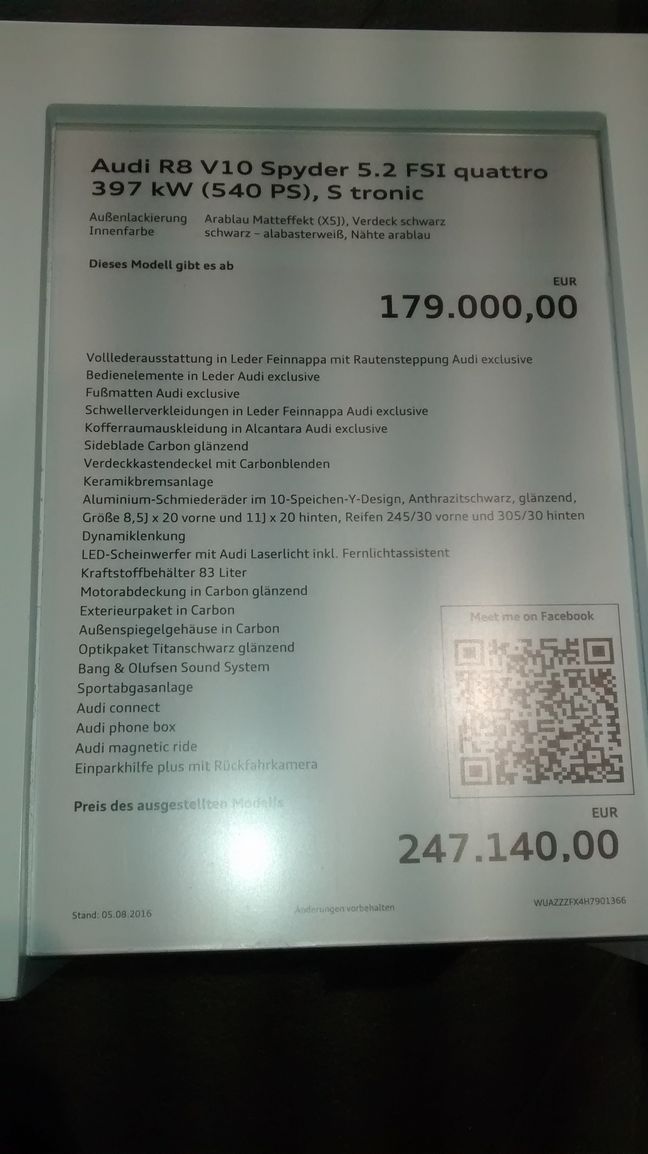 Audi R8 V10 Spyder 5.2 FSI quattro
397 kW (540 PS), S tronic
Außenlackierung Arablau Matteffekt (X5J), Verdeck schwarz
Innenfarbe schwarz – alabasterweiß, Nähte arablau
Dieses Modell gibt es ab
EUR
179.000,00
Volllederausstattung in Leder Feinnappa mit Rautensteppung Audi exclusive
Bedienelemente in Leder Audi exclusive
Fußmatten Audi exclusive
Schwellerverkleidungen in Leder Feinnappa Audi exclusive
Kofferraumauskleidung in Alcantara Audi exclusive
Sideblade Carbon glänzend
Verdeckkastendeckel mit Carbonblenden
Keramikbremsanlage
Aluminium-Schmiederäder im 10-Speichen-Y-Design, Anthrazitschwarz, glänzend,
Größe 8,5J x 20 vorne und 11J x 20 hinten, Reifen 245/30 vorne und 305/30 hinten
Dynamiklenkung
LED-Scheinwerfer mit Audi Laserlicht inkl. Fernlichtassistent
Kraftstoffbehälter 83 Liter
Motorabdeckung in Carbon glänzend
Exterieurpaket in Carbon
Außenspiegelgehäuse in Carbon
Optikpaket Titanschwarz glänzend
Bang & Olufsen Sound System
Sportabgasanlage
Audi connect
Audi phone box
Audi magnetic ride
Einparkhilfe plus mit Rückfahrkamera
Meet me on Facebook
Preis des ausgestellten Modells
EUR
247.140,00
Stand: 05.08.2016 Änderungen vorbehalten WUAZZZFX4H7901366